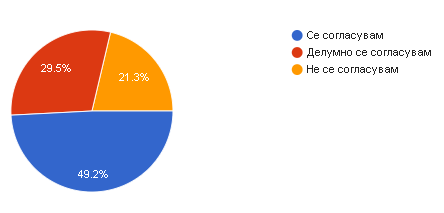 Се согласувам
Делумно се согласувам
Не се согласувам
29.5%
21.3%
49.2%